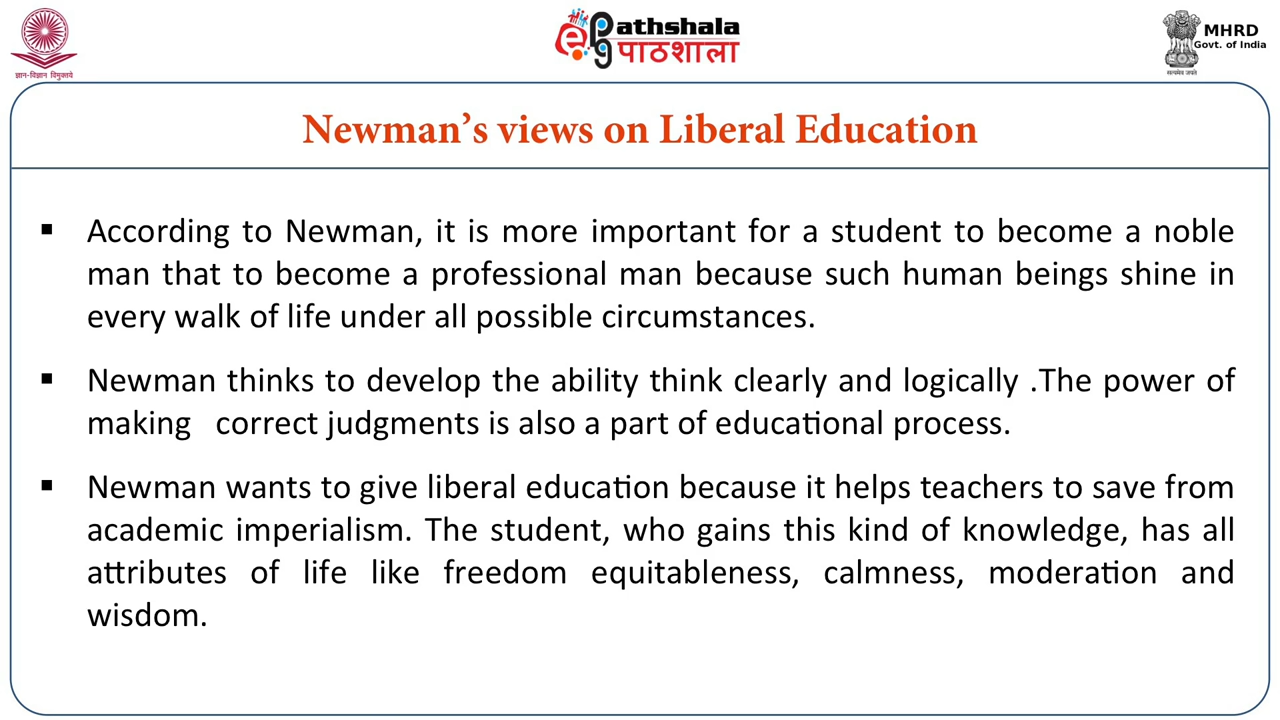 ज्ञान-विज्ञान विमुक्तये
ePathshala
पाठशाला
MHRD
Govt. of India
सत्यमेव जयते
Newman’s views on Liberal Education
▪ According to Newman, it is more important for a student to become a noble
man that to become a professional man because such human beings shine in
every walk of life under all possible circumstances.
▪ Newman thinks to develop the ability think clearly and logically .The power of
making   correct judgments is also a part of educational process.
▪ Newman wants to give liberal education because it helps teachers to save from
academic imperialism. The student, who gains this kind of knowledge, has all
attributes of life like freedom equitableness, calmness, moderation and
wisdom.